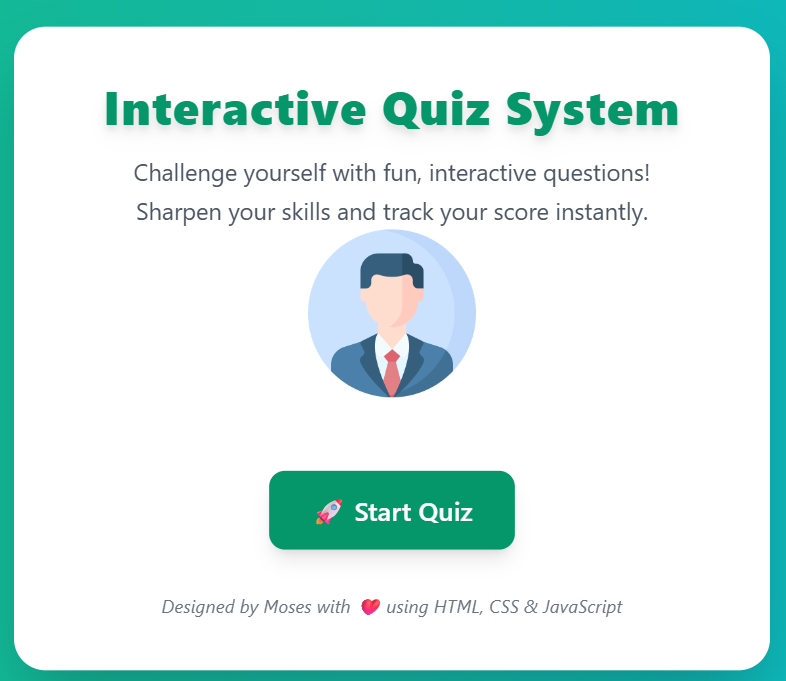 Interactive Quiz System
Challenge yourself with fun, interactive questions!
Sharpen your skills and track your score instantly.
🚀 Start Quiz
Designed by Moses with ❤️ using HTML, CSS & JavaScript